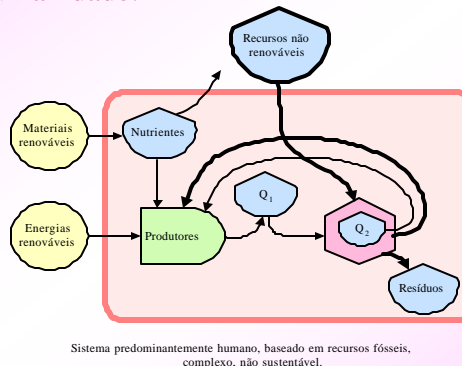 Recursos não
renováveis
Materiais
renováveis
Nutrientes
Q1
Energias
renováveis
Produtores
Q2
Resíduos
Sistema predominantemente humano, baseado em recursos fósseis,
complexo, não sustentável.